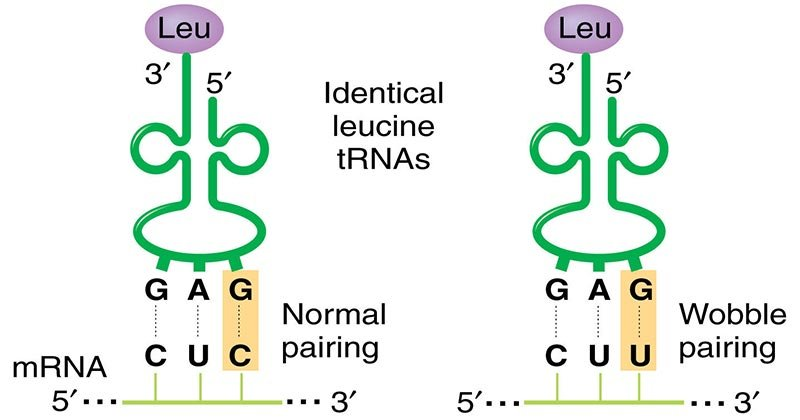 Leu
3′ 5′
Identical
leucine
tRNAs
G A G
Normal
pairing
C U C
mRNA
5′ 3′
Leu
3′ 5′
G A G
Wobble
pairing
C U U
5′ 3′